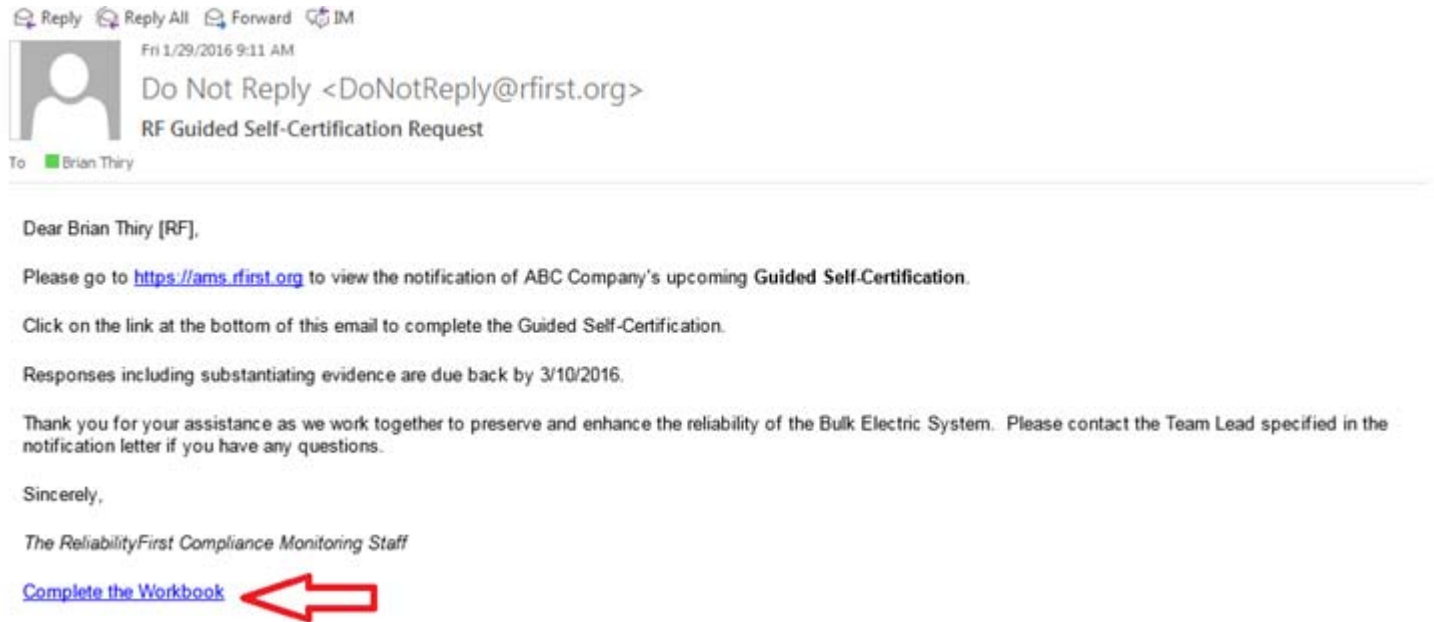 Reply Reply All Forward IM
Fri 1/29/2016 9:11 AM
Do Not Reply <DoNotReply@rfirst.org>
RF Guided Self-Certification Request
To Brian Thiry
Dear Brian Thiry [RF],
Please go to https://ams.rfirst.org to view the notification of ABC Company's upcoming Guided Self-Certification.
Click on the link at the bottom of this email to complete the Guided Self-Certification.
Responses including substantiating evidence are due back by 3/10/2016.
Thank you for your assistance as we work together to preserve and enhance the reliability of the Bulk Electric System. Please contact the Team Lead specified in the
notification letter if you have any questions.
Sincerely,
The ReliabilityFirst Compliance Monitoring Staff
Complete the Workbook